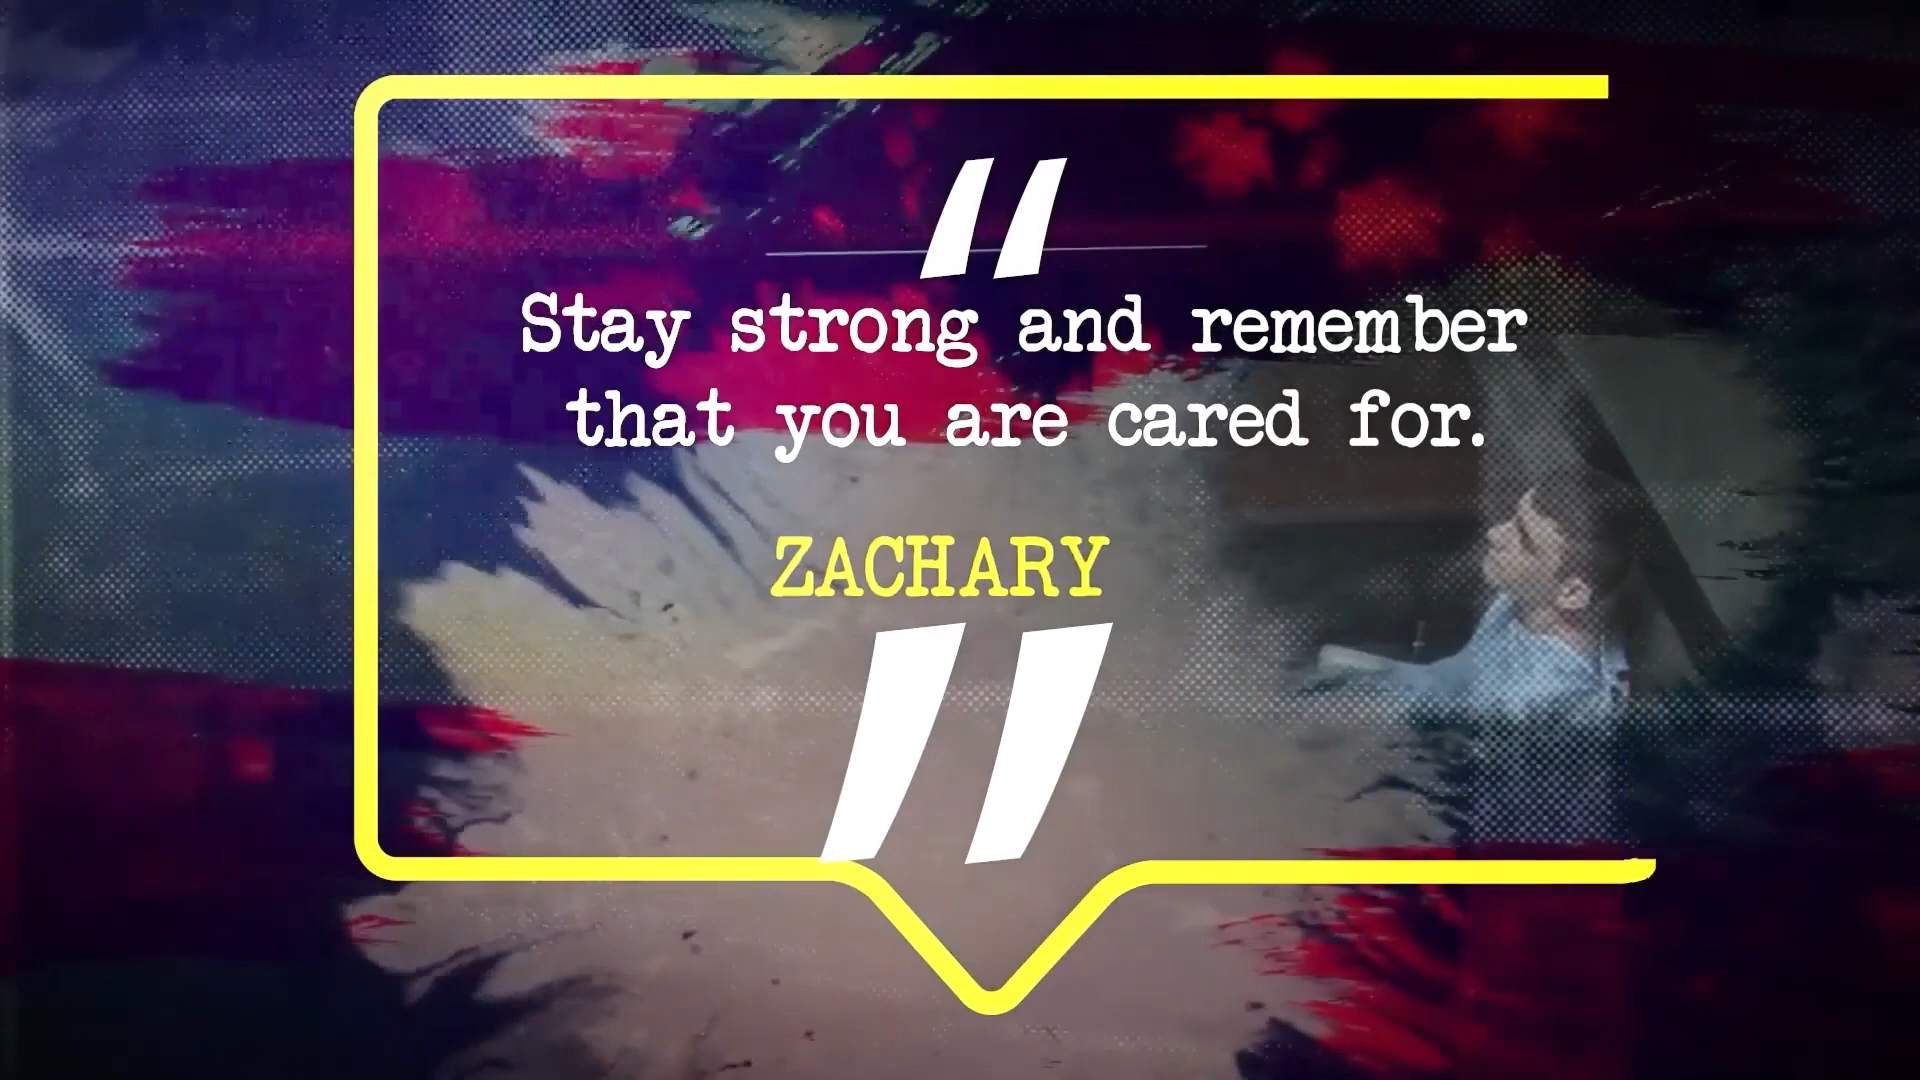 “
Stay strong and remember
that you are cared for.
ZACHARY
”